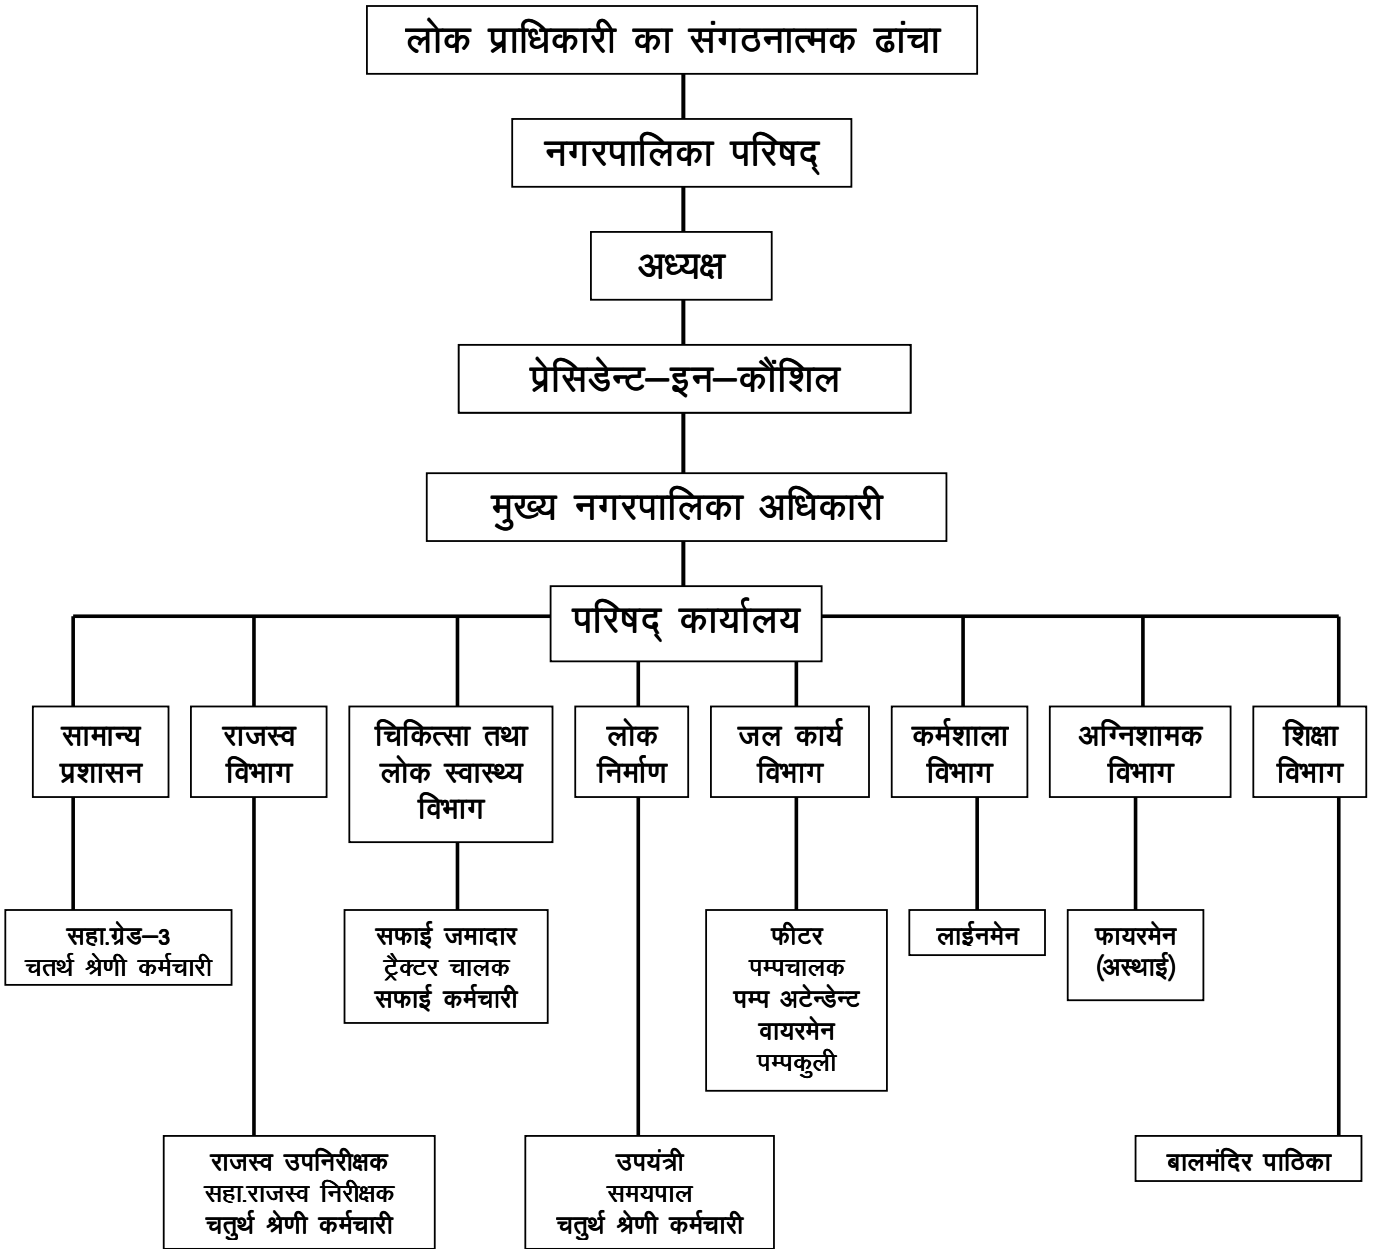 लोक प्राधिकारी का संगठनात्मक ढांचा
नगरपालिका परिषद्
अध्यक्ष
प्रेसिडेन्ट–इन–कौंशिल
मुख्य नगरपालिका अधिकारी
परिषद् कार्यालय
सामान्य
प्रशासन
राजस्व
विभाग
चिकित्सा तथा
लोक स्वास्थ्य
विभाग
लोक
निर्माण
जल कार्य
विभाग
कर्मशाला
विभाग
अग्निशामक
विभाग
शिक्षा
विभाग
सहा.ग्रेड–3
चतर्थ श्रेणी कर्मचारी
सफाई जमादार
ट्रैक्टर चालक
सफाई कर्मचारी
फीटर
पम्पचालक
पम्प अटेन्डेन्ट
वायरमेन
पम्पकुली
लाईनमेन
फायरमेन
(अस्थाई)
राजस्व उपनिरीक्षक
सहा.राजस्व निरीक्षक
चतुर्थ श्रेणी कर्मचारी
उपयंत्री
समयपाल
चतुर्थ श्रेणी कर्मचारी
बालमंदिर पाठिका